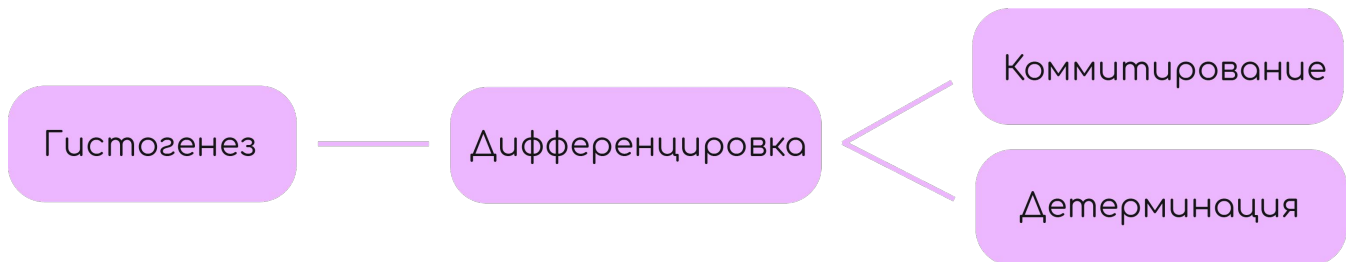 Гистогенез
Дифференцировка
Коммитирование
Детерминация